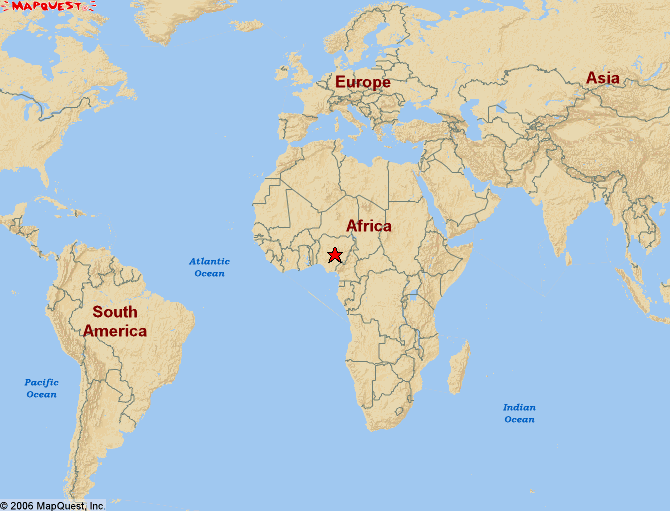 MAPQUEST
Europe
Asia
Africa
Atlantic
Ocean
South
America
Pacific
Ocean
Indian
Ocean
© 2006 MapQuest, Inc.